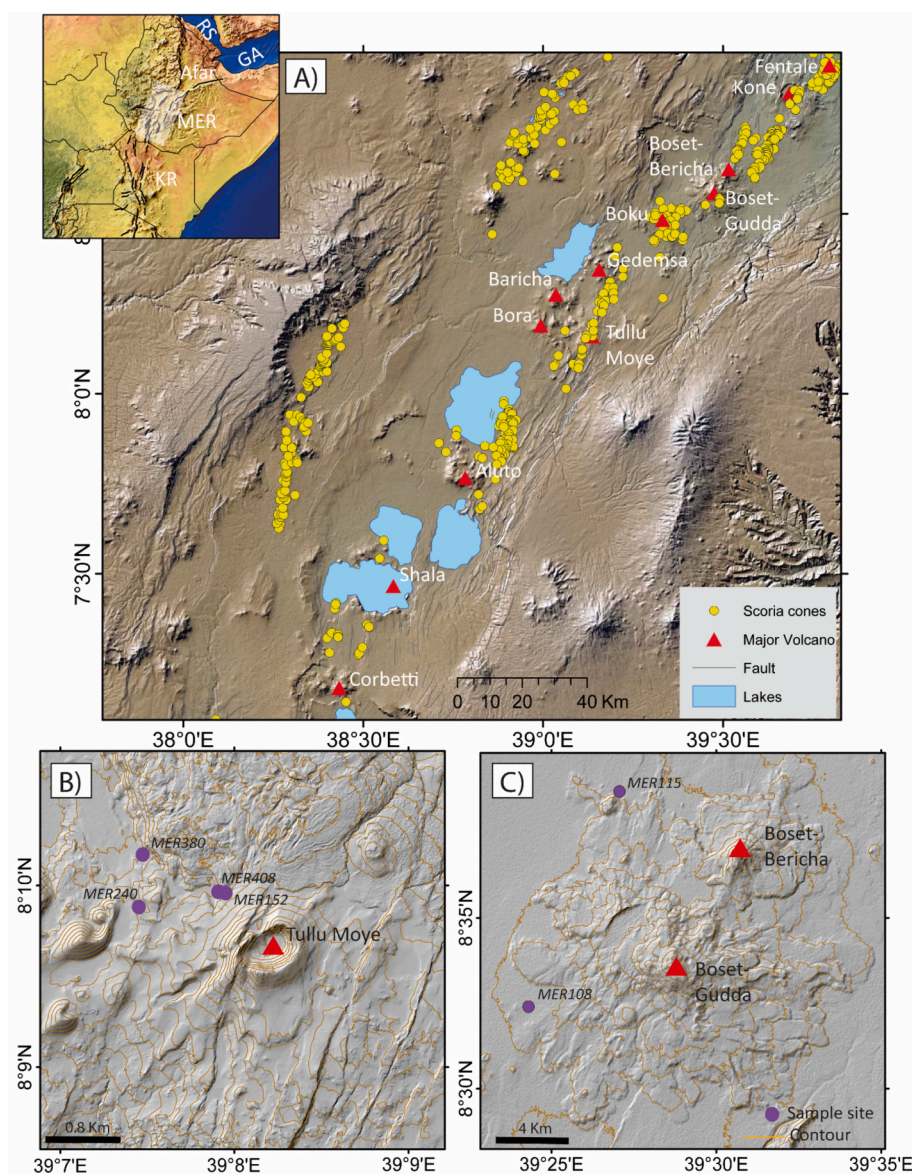 RS
GA
Afar
MER
KR
A)
Fentale
Kone
Boset-
Bericha
Boset-
Gudda
Boku
Gedemsa
Baricha
Bora
Tullu
Moye
8°0'N
Aluto
7°30'N
Shala
Corbetti
0 10 20 40 Km
Scoria cones
Major Volcano
Fault
Lakes
38°0'E 38°30'E 39°0'E 39°30'E
B)
MER380
MER408
MER240
MER152
Tullu Moye
8°10'N
8°9'N
0.8 Km
39°7'E 39°8'E 39°9'E
C)
MER115
Boset-
Bericha
8°35'N
Boset-
Gudda
MER108
8°30'N
Sample site
Contour
4 Km
39°25'E 39°30'E 39°35'E